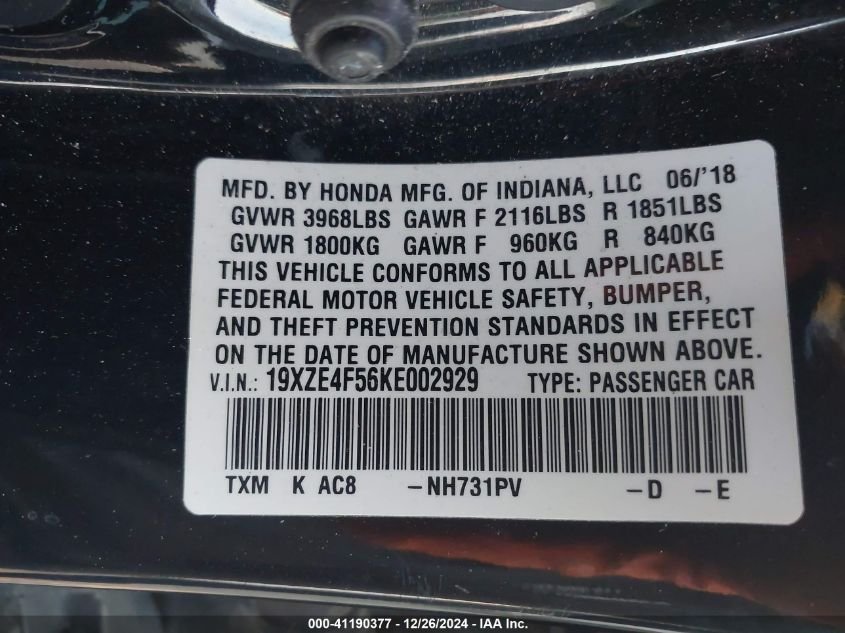 MFD. BY HONDA MFG. OF INDIANA, LLC 06/'18
GVWR 3968LBS GAWR F 2116LBS R 1851LBS
GVWR 1800KG GAWR F 960KG R 840KG
THIS VEHICLE CONFORMS TO ALL APPLICABLE
FEDERAL MOTOR VEHICLE SAFETY, BUMPER,
AND THEFT PREVENTION STANDARDS IN EFFECT
ON THE DATE OF MANUFACTURE SHOWN ABOVE.
V.I.N.: 19XZE4F56KE002929 TYPE: PASSENGER CAR
TXM K AC8 -NH731PV -D -E
000-41190377 - 12/26/2024 - IAA Inc.